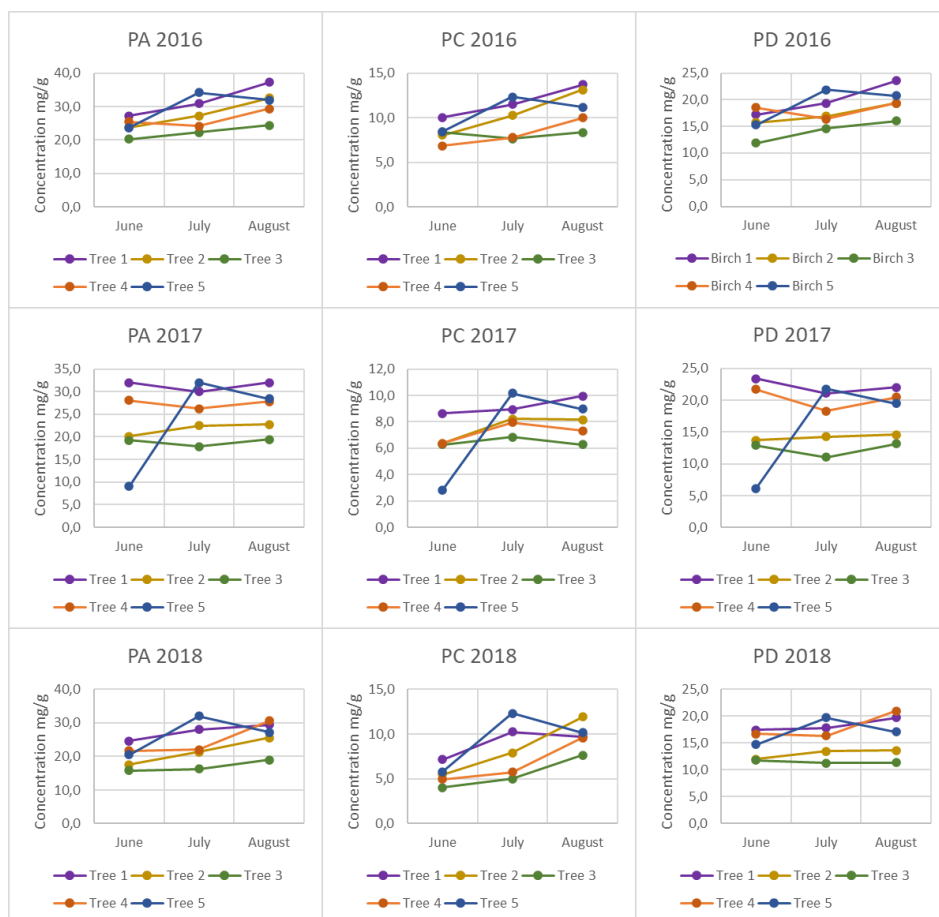 PA 2016
Concentration mg/g
40,0
30,0
20,0
10,0
0,0
June July August
Tree 1 Tree 2 Tree 3
Tree 4 Tree 5
PC 2016
Concentration mg/g
15,0
10,0
5,0
0,0
June July August
Tree 1 Tree 2 Tree 3
Tree 4 Tree 5
PD 2016
Concentration mg/g
25,0
20,0
15,0
10,0
5,0
0,0
June July August
Birch 1 Birch 2 Birch 3
Birch 4 Birch 5
PA 2017
Concentration mg/g
35,0
30,0
25,0
20,0
15,0
10,0
5,0
0,0
June July August
Tree 1 Tree 2 Tree 3
Tree 4 Tree 5
PC 2017
Concentration mg/g
12,0
10,0
8,0
6,0
4,0
2,0
0,0
June July August
Tree 1 Tree 2 Tree 3
Tree 4 Tree 5
PD 2017
Concentration mg/g
25,0
20,0
15,0
10,0
5,0
0,0
June July August
Tree 1 Tree 2 Tree 3
Tree 4 Tree 5
PA 2018
Concentration mg/g
40,0
30,0
20,0
10,0
0,0
June July August
Tree 1 Tree 2 Tree 3
Tree 4 Tree 5
PC 2018
Concentration mg/g
15,0
10,0
5,0
0,0
June July August
Tree 1 Tree 2 Tree 3
Tree 4 Tree 5
PD 2018
Concentration mg/g
25,0
20,0
15,0
10,0
5,0
0,0
June July August
Tree 1 Tree 2 Tree 3
Tree 4 Tree 5